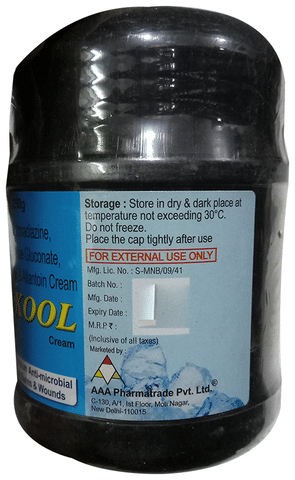 Gluconate,
Allantoin Cream
KOOL
Cream
Anti-microbial
& Wounds
Storage : Store in dry & dark place at
temperature not exceeding 30°C.
Do not freeze.
Place the cap tightly after use
FOR EXTERNAL USE ONLY
Mfg. Lic. No. : S-MNB/09/41
Batch No. :
Mfg. Date :
Expiry Date :
M.R.P ₹ :
(Inclusive of all taxes)
Marketed by :
AAA Pharmatrade Pvt. Ltd.®
C-130, A/1, Ist Floor, Moti Nagar,
New Delhi-110015